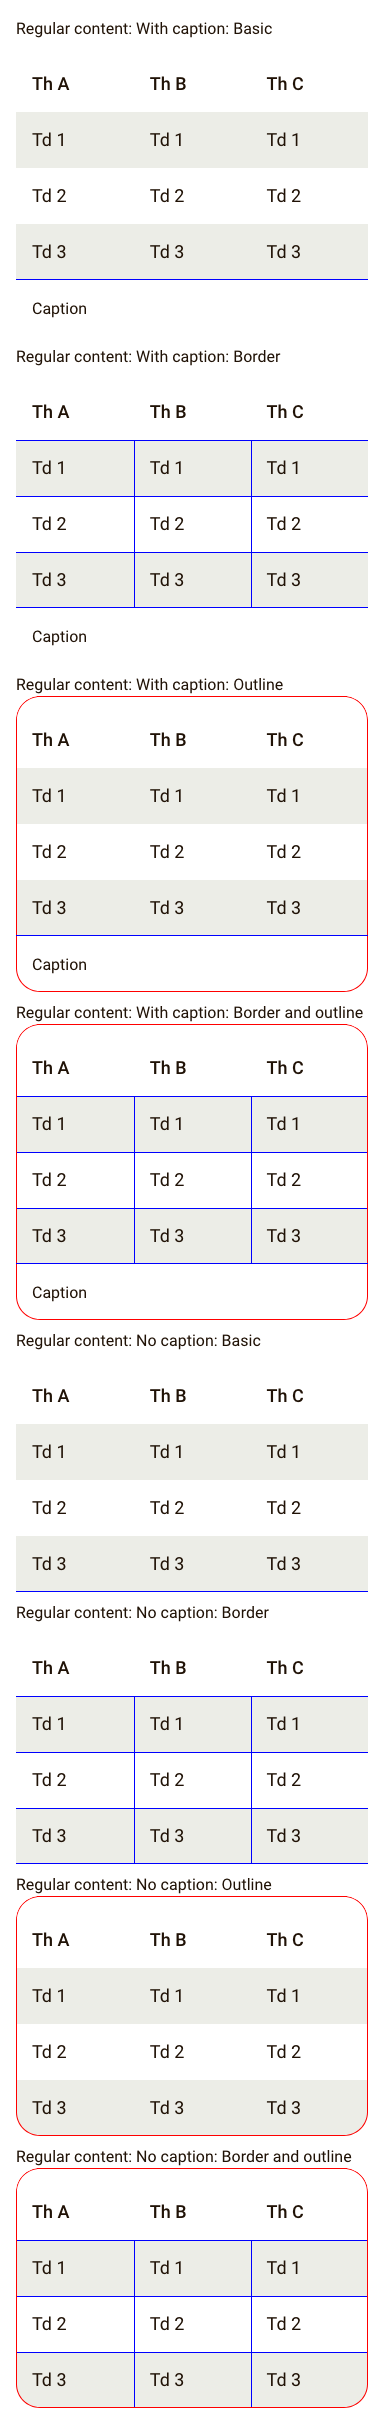 Regular content: With caption: Basic
Th A Th B Th C
Td 1 Td 1 Td 1
Td 2 Td 2 Td 2
Td 3 Td 3 Td 3
Caption
Regular content: With caption: Border
Th A Th B Th C
Td 1 Td 1 Td 1
Td 2 Td 2 Td 2
Td 3 Td 3 Td 3
Caption
Regular content: With caption: Outline
Th A Th B Th C
Td 1 Td 1 Td 1
Td 2 Td 2 Td 2
Td 3 Td 3 Td 3
Caption
Regular content: With caption: Border and outline
Th A Th B Th C
Td 1 Td 1 Td 1
Td 2 Td 2 Td 2
Td 3 Td 3 Td 3
Caption
Regular content: No caption: Basic
Th A Th B Th C
Td 1 Td 1 Td 1
Td 2 Td 2 Td 2
Td 3 Td 3 Td 3
Regular content: No caption: Border
Th A Th B Th C
Td 1 Td 1 Td 1
Td 2 Td 2 Td 2
Td 3 Td 3 Td 3
Regular content: No caption: Outline
Th A Th B Th C
Td 1 Td 1 Td 1
Td 2 Td 2 Td 2
Td 3 Td 3 Td 3
Regular content: No caption: Border and outline
Th A Th B Th C
Td 1 Td 1 Td 1
Td 2 Td 2 Td 2
Td 3 Td 3 Td 3